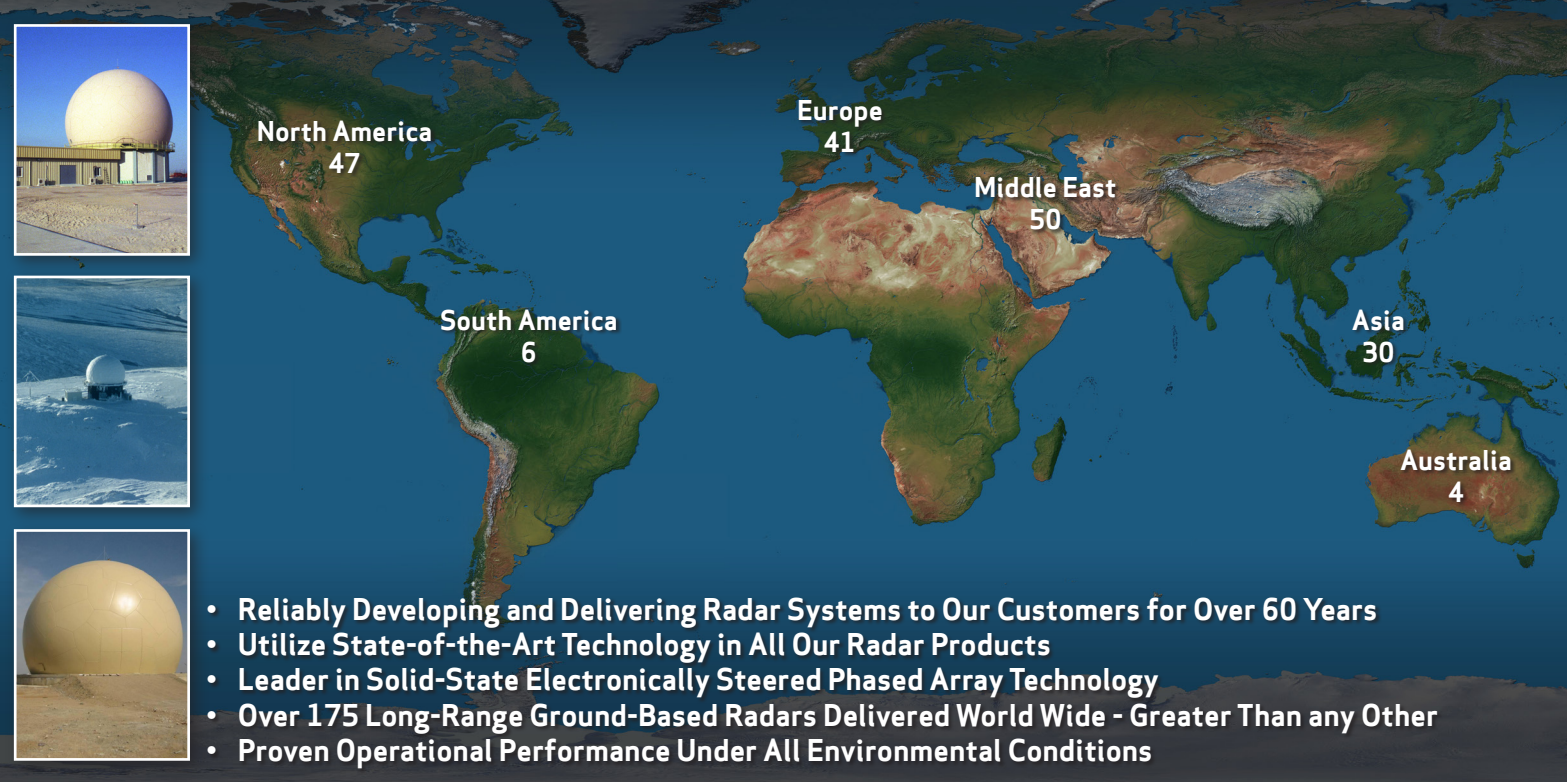 North America
47
Europe
41
Middle East
50
South America
6
Asia
30
Australia
4
• Reliably Developing and Delivering Radar Systems to Our Customers for Over 60 Years
• Utilize State-of-the-Art Technology in All Our Radar Products
• Leader in Solid-State Electronically Steered Phased Array Technology
• Over 175 Long-Range Ground-Based Radars Delivered World Wide - Greater Than any Other
• Proven Operational Performance Under All Environmental Conditions